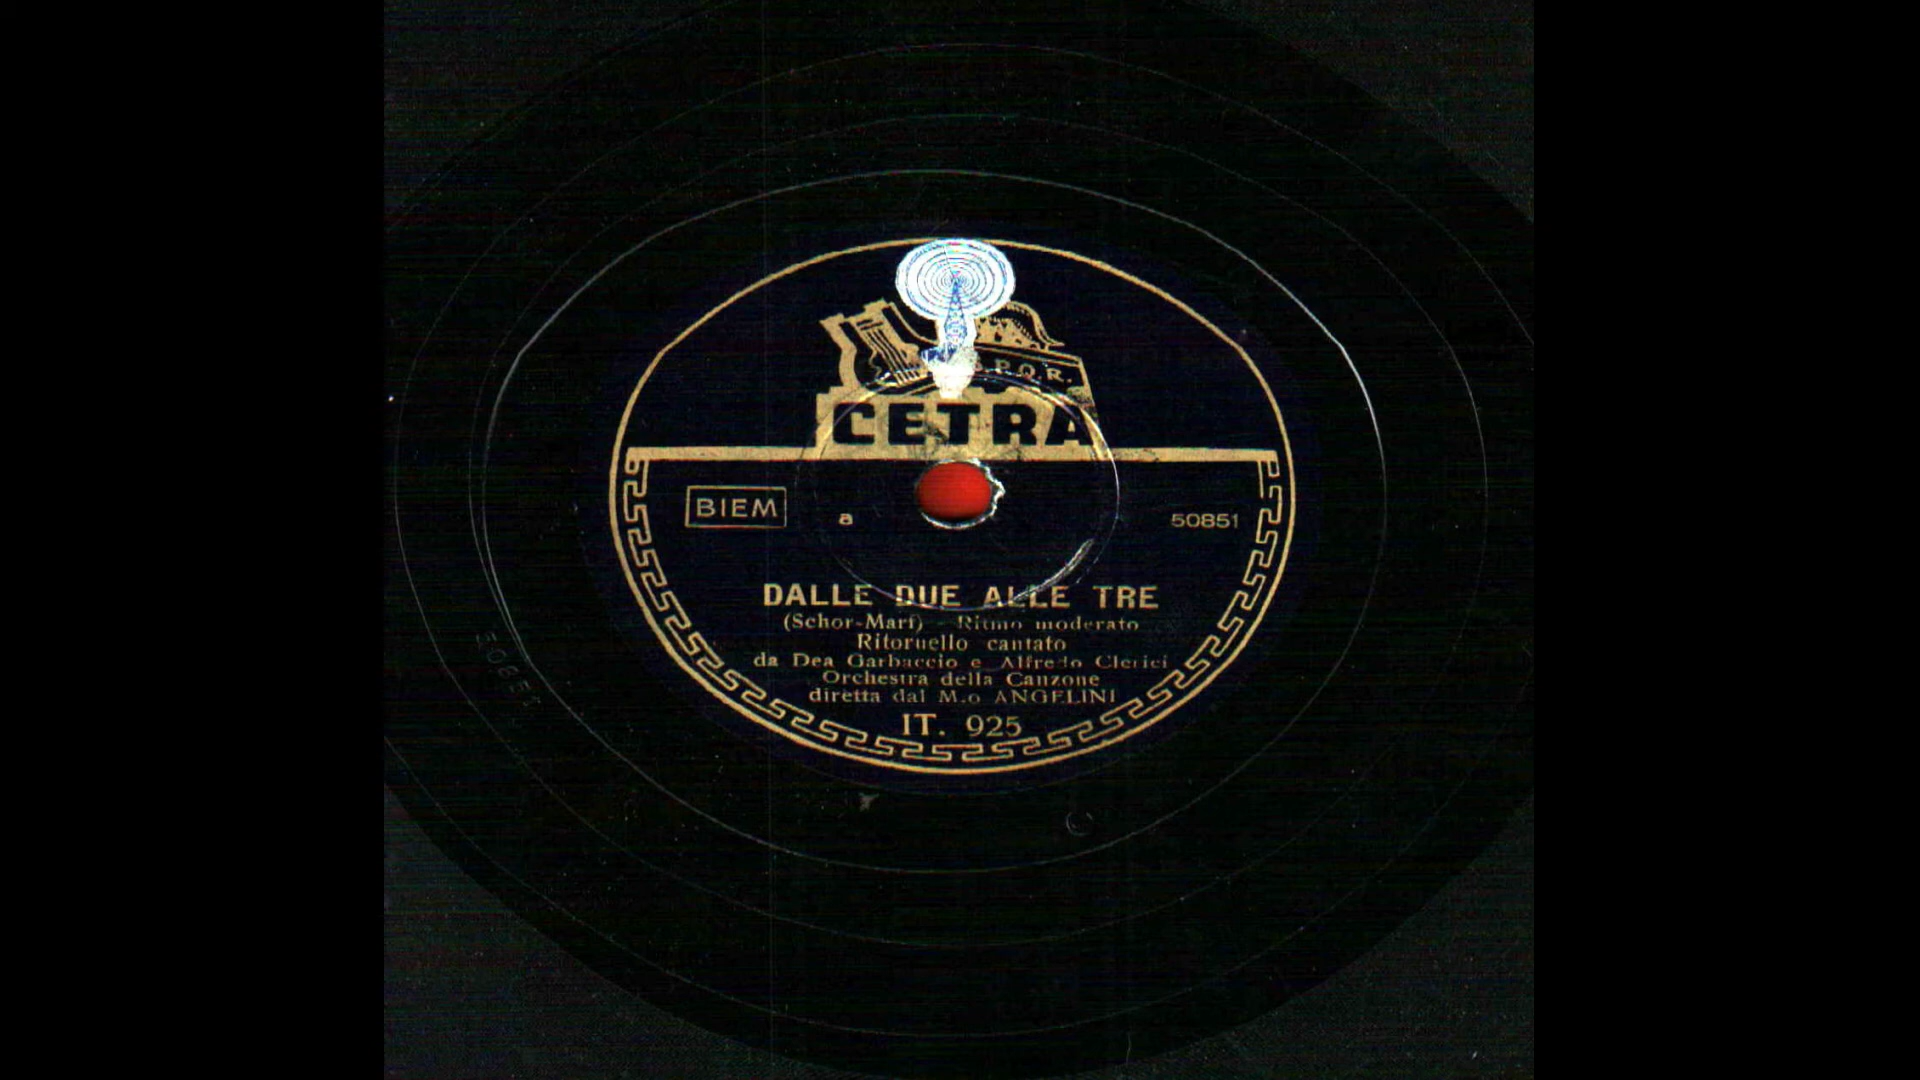 S.P.Q.R.
CETRA
BIEM
a
50851
DALLE DUE ALLE TRE
(Schor-Marf) - Ritmo moderato
Ritornello cantato
da Dea Garbaccio e Alfredo Clerici
Orchestra della Canzone
diretta dal M.o ANGELINI
IT. 925
50851